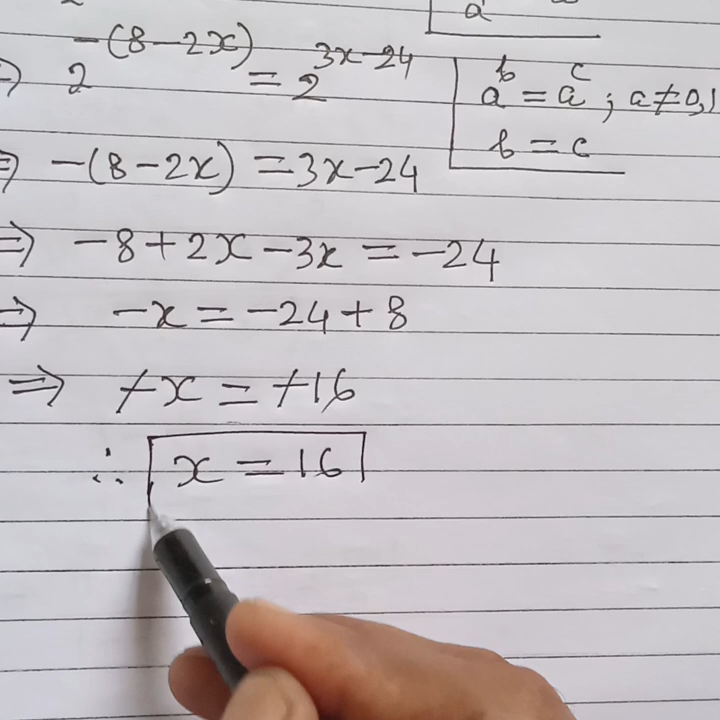 a
⇒ 2^{-(8-2x)} = 2^{3x-24}
a^b = a^c ; a≠0,1
b = c
⇒ -(8-2x) = 3x-24
⇒ -8+2x-3x = -24
⇒ -x = -24+8
⇒ -x = -16
∴ x = 16